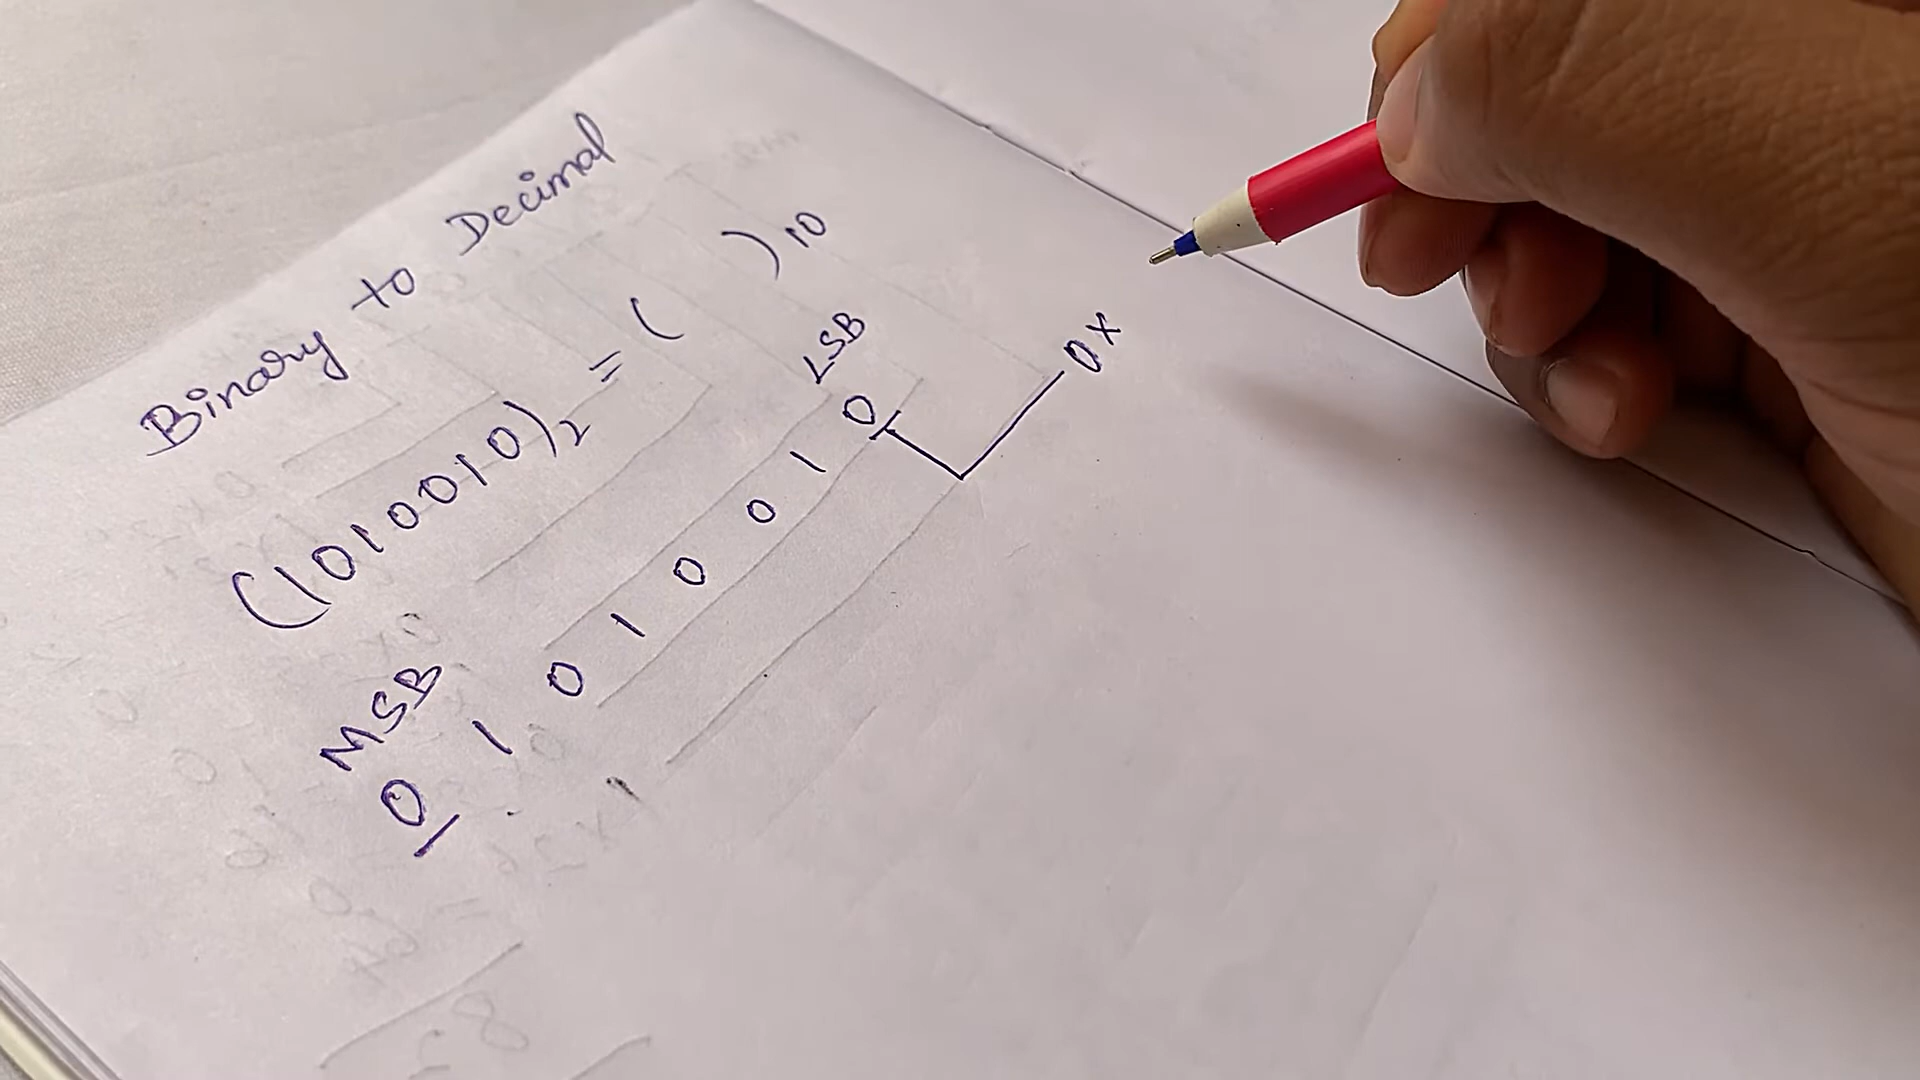 Binary to Decimal
(1010010)2 = ( )10
MSB LSB
0 1 0 1 0 0 1 0
0x